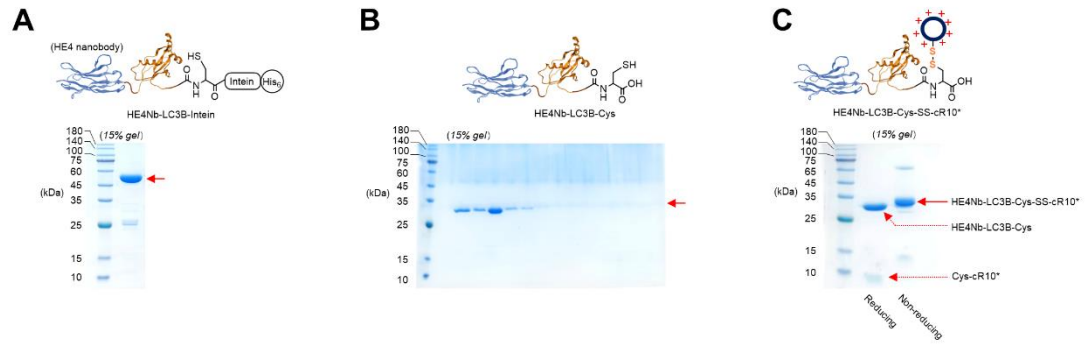 A
(HE4 nanobody)
HS
O
N
H
O
Intein
His6
HE4Nb-LC3B-Intein
(15% gel)
180
140
100
75
60
45
35
25
15
10
(kDa)
B
SH
O
N
H
OH
O
HE4Nb-LC3B-Cys
(15% gel)
180
140
100
75
60
45
35
25
15
10
(kDa)
C
+ + + + + + +
S
S
O
N
H
OH
O
HE4Nb-LC3B-Cys-SS-cR10*
(15% gel)
180
140
100
75
60
45
35
25
15
10
(kDa)
HE4Nb-LC3B-Cys-SS-cR10*
HE4Nb-LC3B-Cys
Cys-cR10*
Reducing
Non-reducing